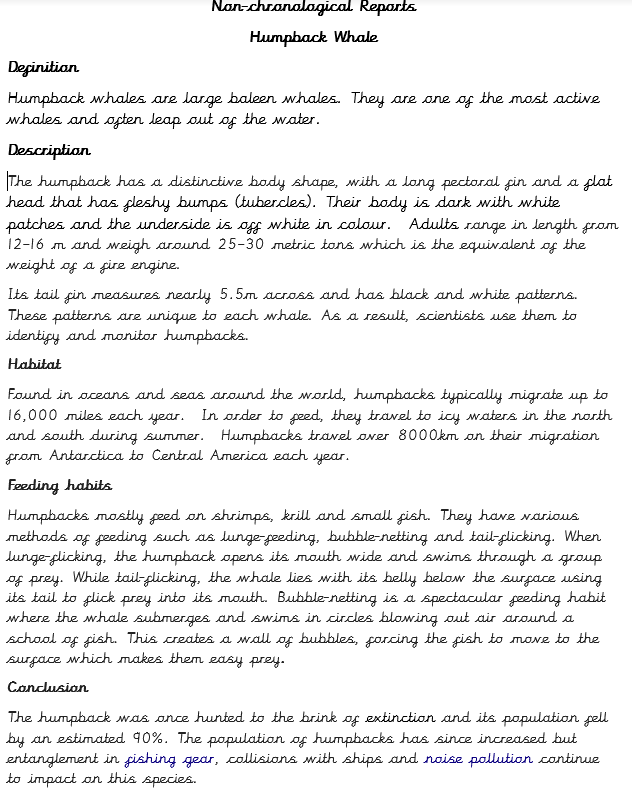 Non-chronological Reports
Humpback Whale
Definition
Humpback whales are large baleen whales. They are one of the most active
whales and often leap out of the water.
Description
The humpback has a distinctive body shape, with a long pectoral fin and a flat
head that has fleshy bumps (tubercles). Their body is dark with white
patches and the underside is off white in colour. Adults range in length from
12-16 m and weigh around 25-30 metric tons which is the equivalent of the
weight of a fire engine.
Its tail fin measures nearly 5.5m across and has black and white patterns.
These patterns are unique to each whale. As a result, scientists use them to
identify and monitor humpbacks.
Habitat
Found in oceans and seas around the world, humpbacks typically migrate up to
16,000 miles each year. In order to feed, they travel to icy waters in the north
and south during summer. Humpbacks travel over 8000km on their migration
from Antarctica to Central America each year.
Feeding habits
Humpbacks mostly feed on shrimps, krill and small fish. They have various
methods of feeding such as lunge-feeding, bubble-netting and tail-flicking. When
lunge-flicking, the humpback opens its mouth wide and swims through a group
of prey. While tail-flicking, the whale lies with its belly below the surface using
its tail to flick prey into its mouth. Bubble-netting is a spectacular feeding habit
where the whale submerges and swims in circles blowing out air around a
school of fish. This creates a wall of bubbles, forcing the fish to move to the
surface which makes them easy prey.
Conclusion
The humpback was once hunted to the brink of extinction and its population fell
by an estimated 90%. The population of humpbacks has since increased but
entanglement in fishing gear, collisions with ships and noise pollution continue
to impact on this species.